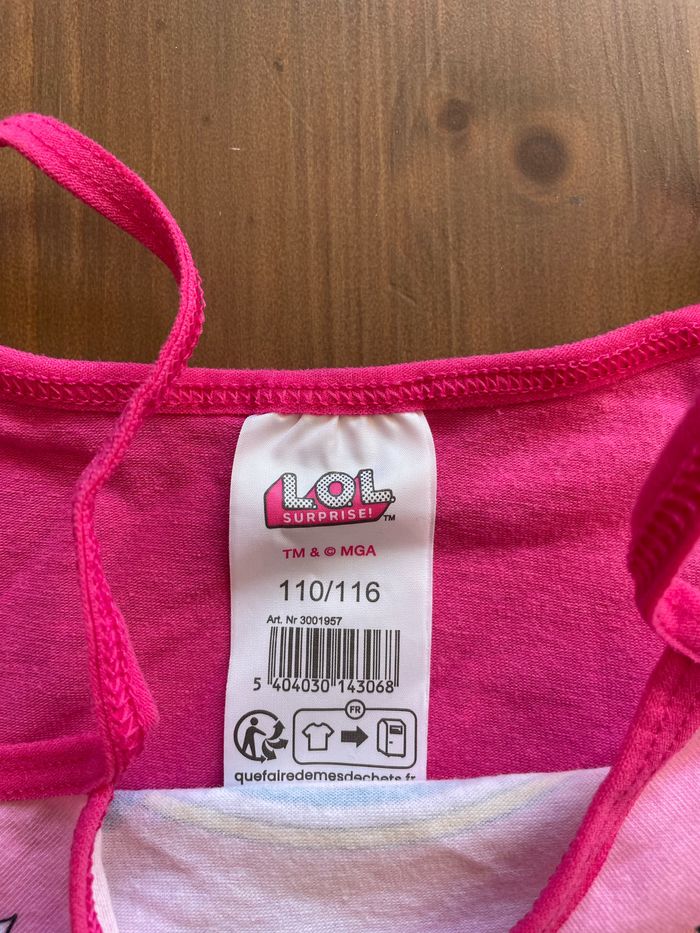 L.O.L.
SURPRISE! ™
TM & © MGA
110/116
Art. Nr 3001957
5 404030 143068
FR
quefairedemesdechets.fr